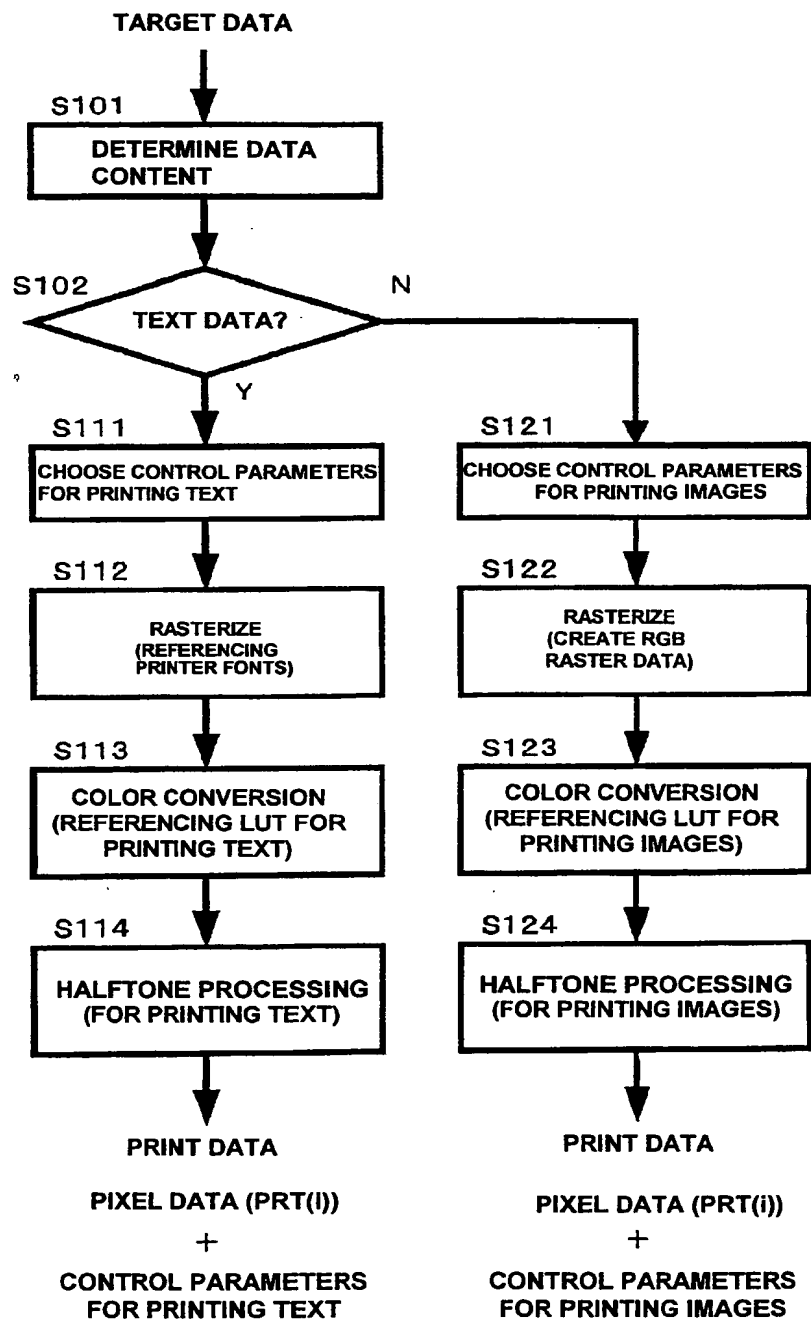 TARGET DATA
S101
DETERMINE DATA
CONTENT
S102
TEXT DATA?
N
Y
S111
CHOOSE CONTROL PARAMETERS
FOR PRINTING TEXT
S112
RASTERIZE
(REFERENCING
PRINTER FONTS)
S113
COLOR CONVERSION
(REFERENCING LUT FOR
PRINTING TEXT)
S114
HALFTONE PROCESSING
(FOR PRINTING TEXT)
PRINT DATA
PIXEL DATA (PRT(I))
+
CONTROL PARAMETERS
FOR PRINTING TEXT
S121
CHOOSE CONTROL PARAMETERS
FOR PRINTING IMAGES
S122
RASTERIZE
(CREATE RGB
RASTER DATA)
S123
COLOR CONVERSION
(REFERENCING LUT FOR
PRINTING IMAGES)
S124
HALFTONE PROCESSING
(FOR PRINTING IMAGES)
PRINT DATA
PIXEL DATA (PRT(i))
+
CONTROL PARAMETERS
FOR PRINTING IMAGES